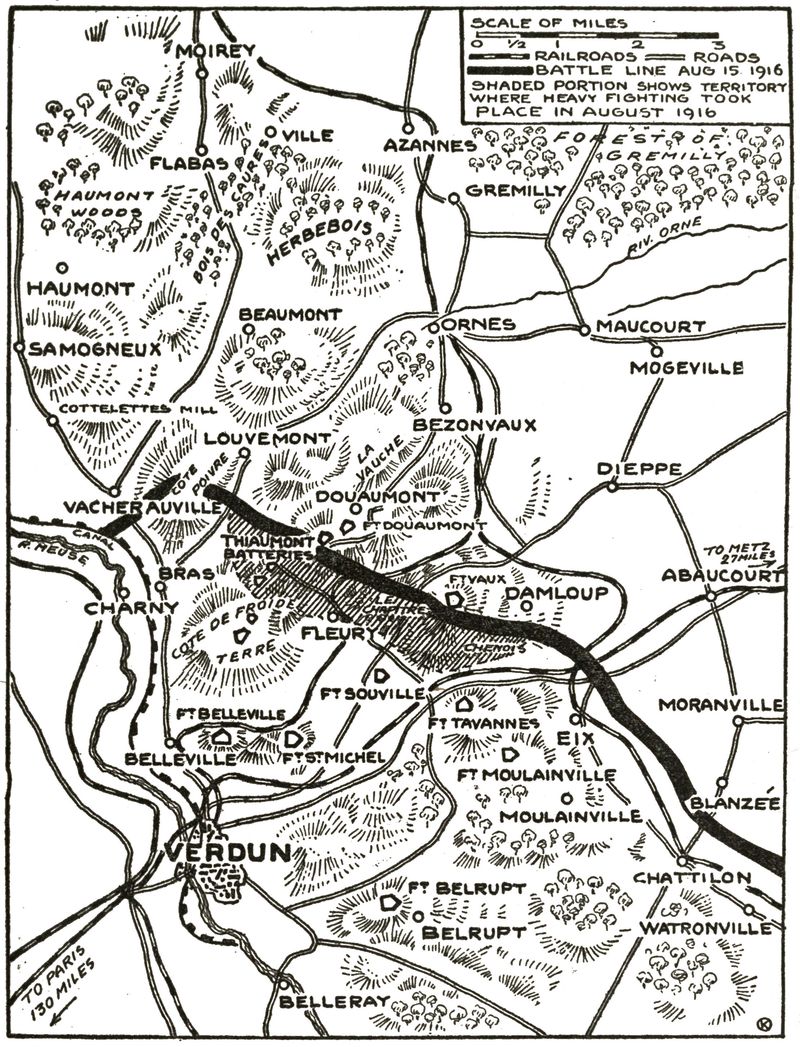 SCALE OF MILES
0 ½ 1 2 3
RAILROADS ROADS
BATTLE LINE AUG 15 1916
SHADED PORTION SHOWS TERRITORY
WHERE HEAVY FIGHTING TOOK
PLACE IN AUGUST 1916
MOIREY
VILLE
AZANNES
FOREST OF
GREMILLY
FLABAS
GREMILLY
HAUMONT
WOODS
BOIS DES CAURES
HERBEBOIS
RIV. ORNE
HAUMONT
BEAUMONT
ORNES
MAUCOURT
SAMOGNEUX
MOGEVILLE
COTTELETTES MILL
BEZONVAUX
LOUVEMONT
LA
VAUCHE
COTE
POIVRE
DIEPPE
VACHERAUVILLE
DOUAUMONT
FT DOUAUMONT
CANAL
R. MEUSE
THIAUMONT
BATTERIES
TO METZ
27 MILES
BRAS
ABAUCOURT
FT VAUX
DAMLOUP
CHARNY
LE
CHAPITRE
COTE DE FROIDE
TERRE
FLEURY
CHENOIS
FT SOUVILLE
FT BELLEVILLE
FT TAVANNES
MORANVILLE
EIX
BELLEVILLE
FT ST MICHEL
FT MOULAINVILLE
MOULAINVILLE
BLANZÉE
VERDUN
CHATTILON
FT BELRUPT
BELRUPT
WATRONVILLE
TO PARIS
130 MILES
BELLERAY
K